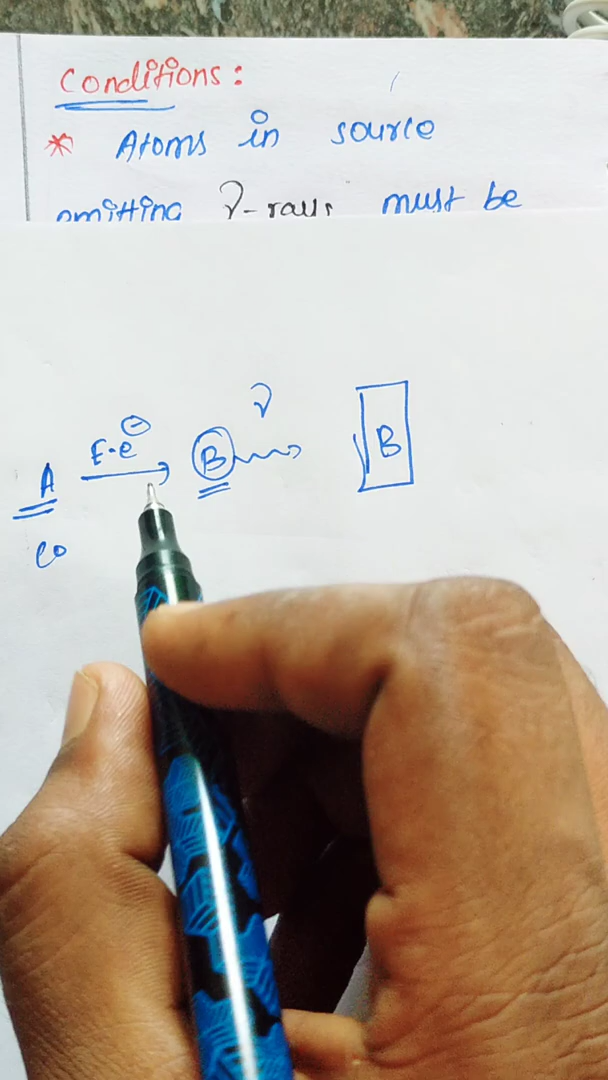 Conditions:
* Atoms in source
emitting γ-rays must be
γ
E·e⊖
A B B
Co